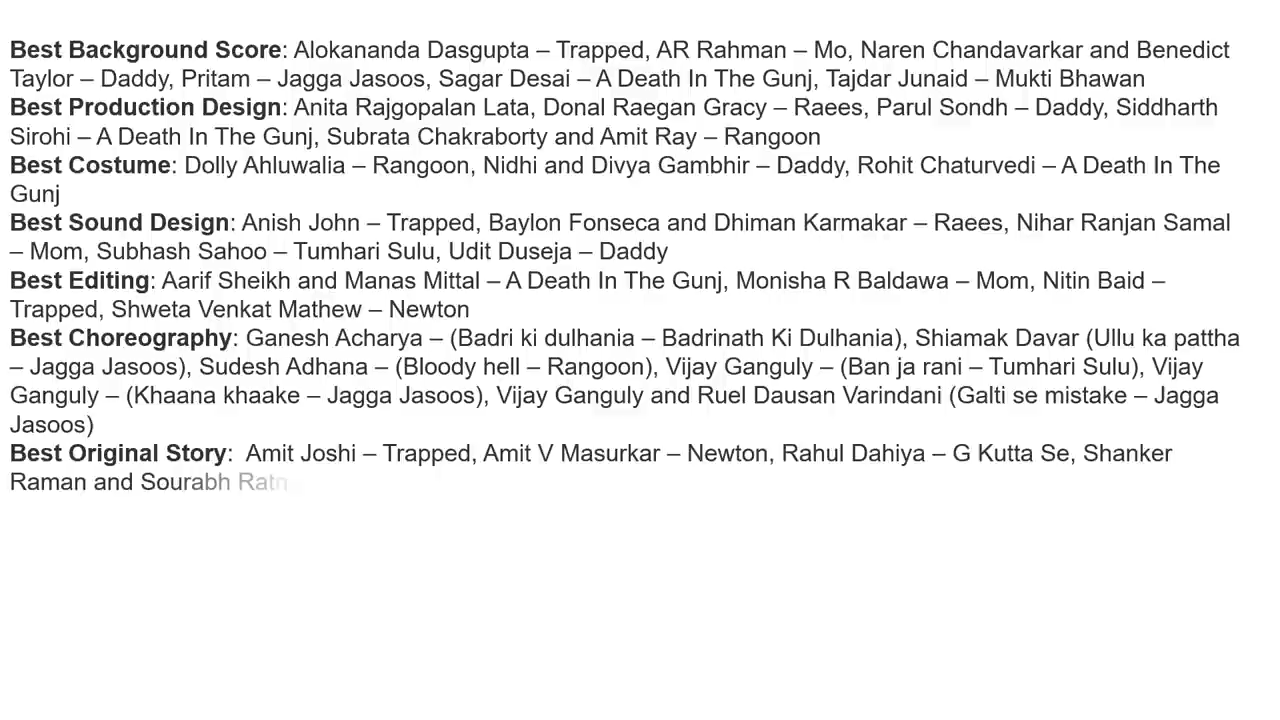 Best Background Score: Alokananda Dasgupta – Trapped, AR Rahman – Mo, Naren Chandavarkar and Benedict
Taylor – Daddy, Pritam – Jagga Jasoos, Sagar Desai – A Death In The Gunj, Tajdar Junaid – Mukti Bhawan
Best Production Design: Anita Rajgopalan Lata, Donal Raegan Gracy – Raees, Parul Sondh – Daddy, Siddharth
Sirohi – A Death In The Gunj, Subrata Chakraborty and Amit Ray – Rangoon
Best Costume: Dolly Ahluwalia – Rangoon, Nidhi and Divya Gambhir – Daddy, Rohit Chaturvedi – A Death In The
Gunj
Best Sound Design: Anish John – Trapped, Baylon Fonseca and Dhiman Karmakar – Raees, Nihar Ranjan Samal
– Mom, Subhash Sahoo – Tumhari Sulu, Udit Duseja – Daddy
Best Editing: Aarif Sheikh and Manas Mittal – A Death In The Gunj, Monisha R Baldawa – Mom, Nitin Baid –
Trapped, Shweta Venkat Mathew – Newton
Best Choreography: Ganesh Acharya – (Badri ki dulhania – Badrinath Ki Dulhania), Shiamak Davar (Ullu ka pattha
– Jagga Jasoos), Sudesh Adhana – (Bloody hell – Rangoon), Vijay Ganguly – (Ban ja rani – Tumhari Sulu), Vijay
Ganguly – (Khaana khaake – Jagga Jasoos), Vijay Ganguly and Ruel Dausan Varindani (Galti se mistake – Jagga
Jasoos)
Best Original Story:  Amit Joshi – Trapped, Amit V Masurkar – Newton, Rahul Dahiya – G Kutta Se, Shanker
Raman and Sourabh